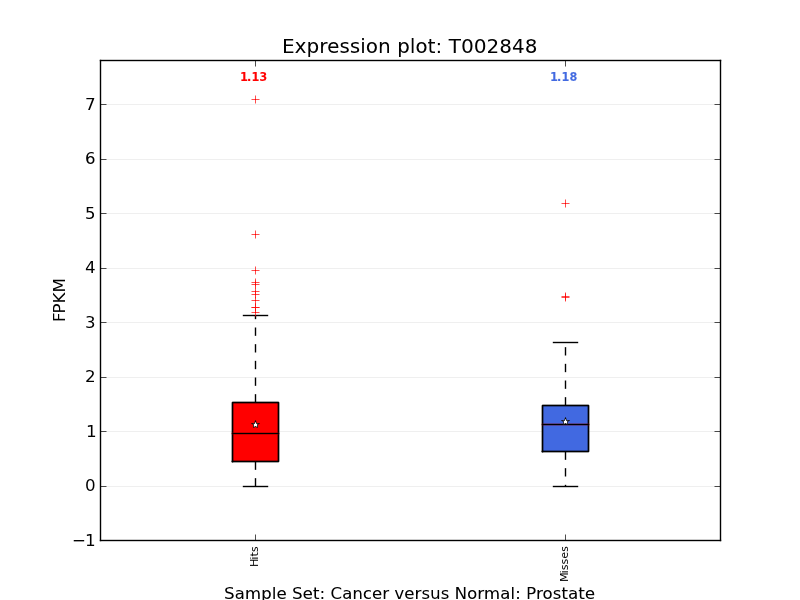 Expression plot: T002848
1.13
1.18
7
6
5
4
3
2
1
0
−1
FPKM
Hits
Misses
Sample Set: Cancer versus Normal: Prostate